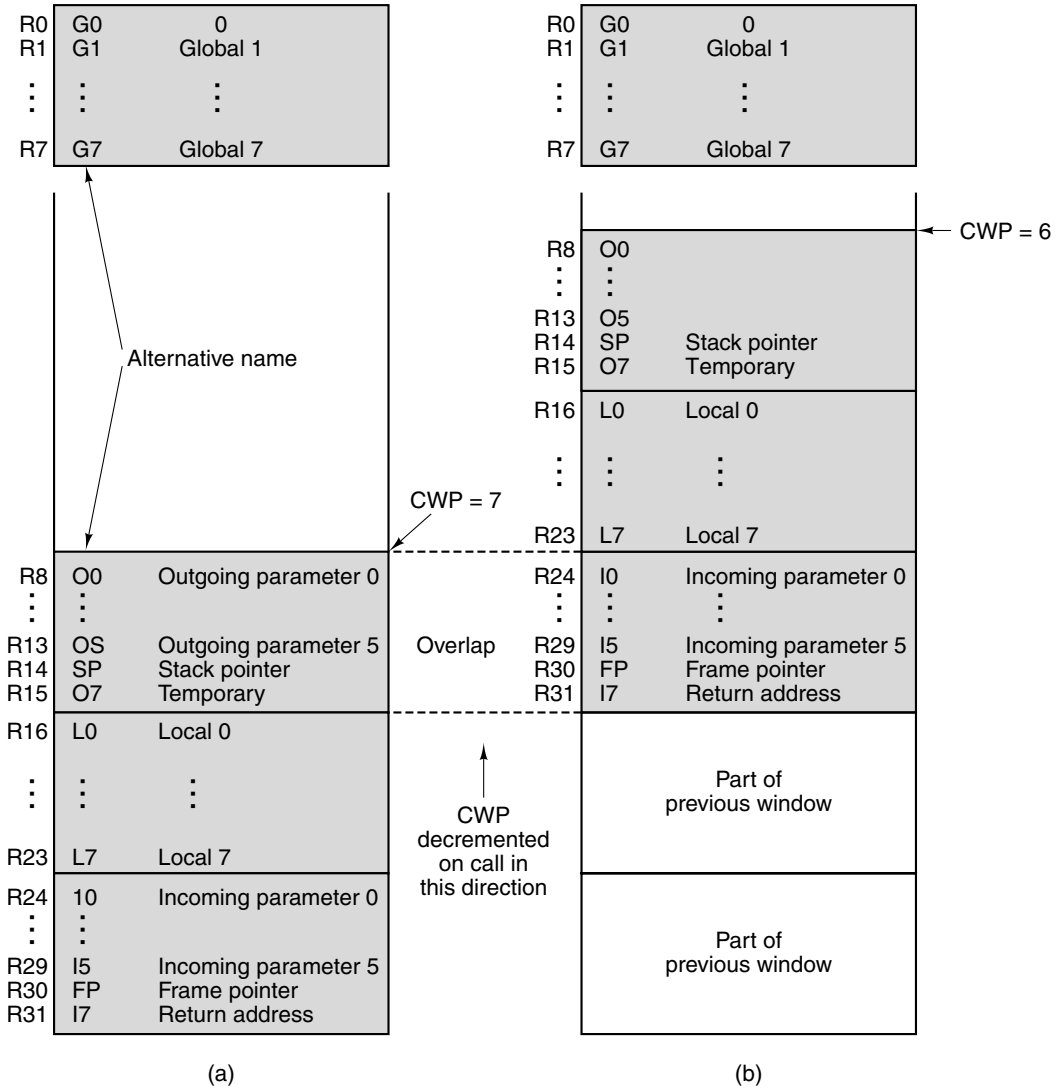 R0 G0 0
R1 G1 Global 1
R7 G7 Global 7
Alternative name
CWP = 7
R8 O0 Outgoing parameter 0
R13 OS Outgoing parameter 5
R14 SP Stack pointer
R15 O7 Temporary
R16 L0 Local 0
R23 L7 Local 7
R24 10 Incoming parameter 0
R29 I5 Incoming parameter 5
R30 FP Frame pointer
R31 I7 Return address
(a)
Overlap
CWP
decremented
on call in
this direction
R0 G0 0
R1 G1 Global 1
R7 G7 Global 7
CWP = 6
R8 O0
R13 O5
R14 SP Stack pointer
R15 O7 Temporary
R16 L0 Local 0
R23 L7 Local 7
R24 I0 Incoming parameter 0
R29 I5 Incoming parameter 5
R30 FP Frame pointer
R31 I7 Return address
Part of
previous window
Part of
previous window
(b)